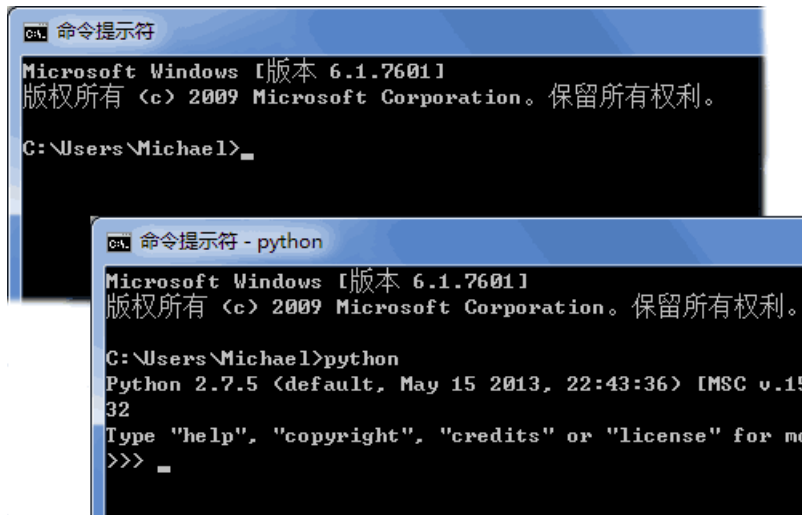 命令提示符
Microsoft Windows [版本 6.1.7601]
版权所有 (c) 2009 Microsoft Corporation。保留所有权利。
C:\Users\Michael>_
命令提示符 - python
Microsoft Windows [版本 6.1.7601]
版权所有 (c) 2009 Microsoft Corporation。保留所有权利。
C:\Users\Michael>python
Python 2.7.5 (default, May 15 2013, 22:43:36) [MSC v.15
32
Type "help", "copyright", "credits" or "license" for mo
>>> _